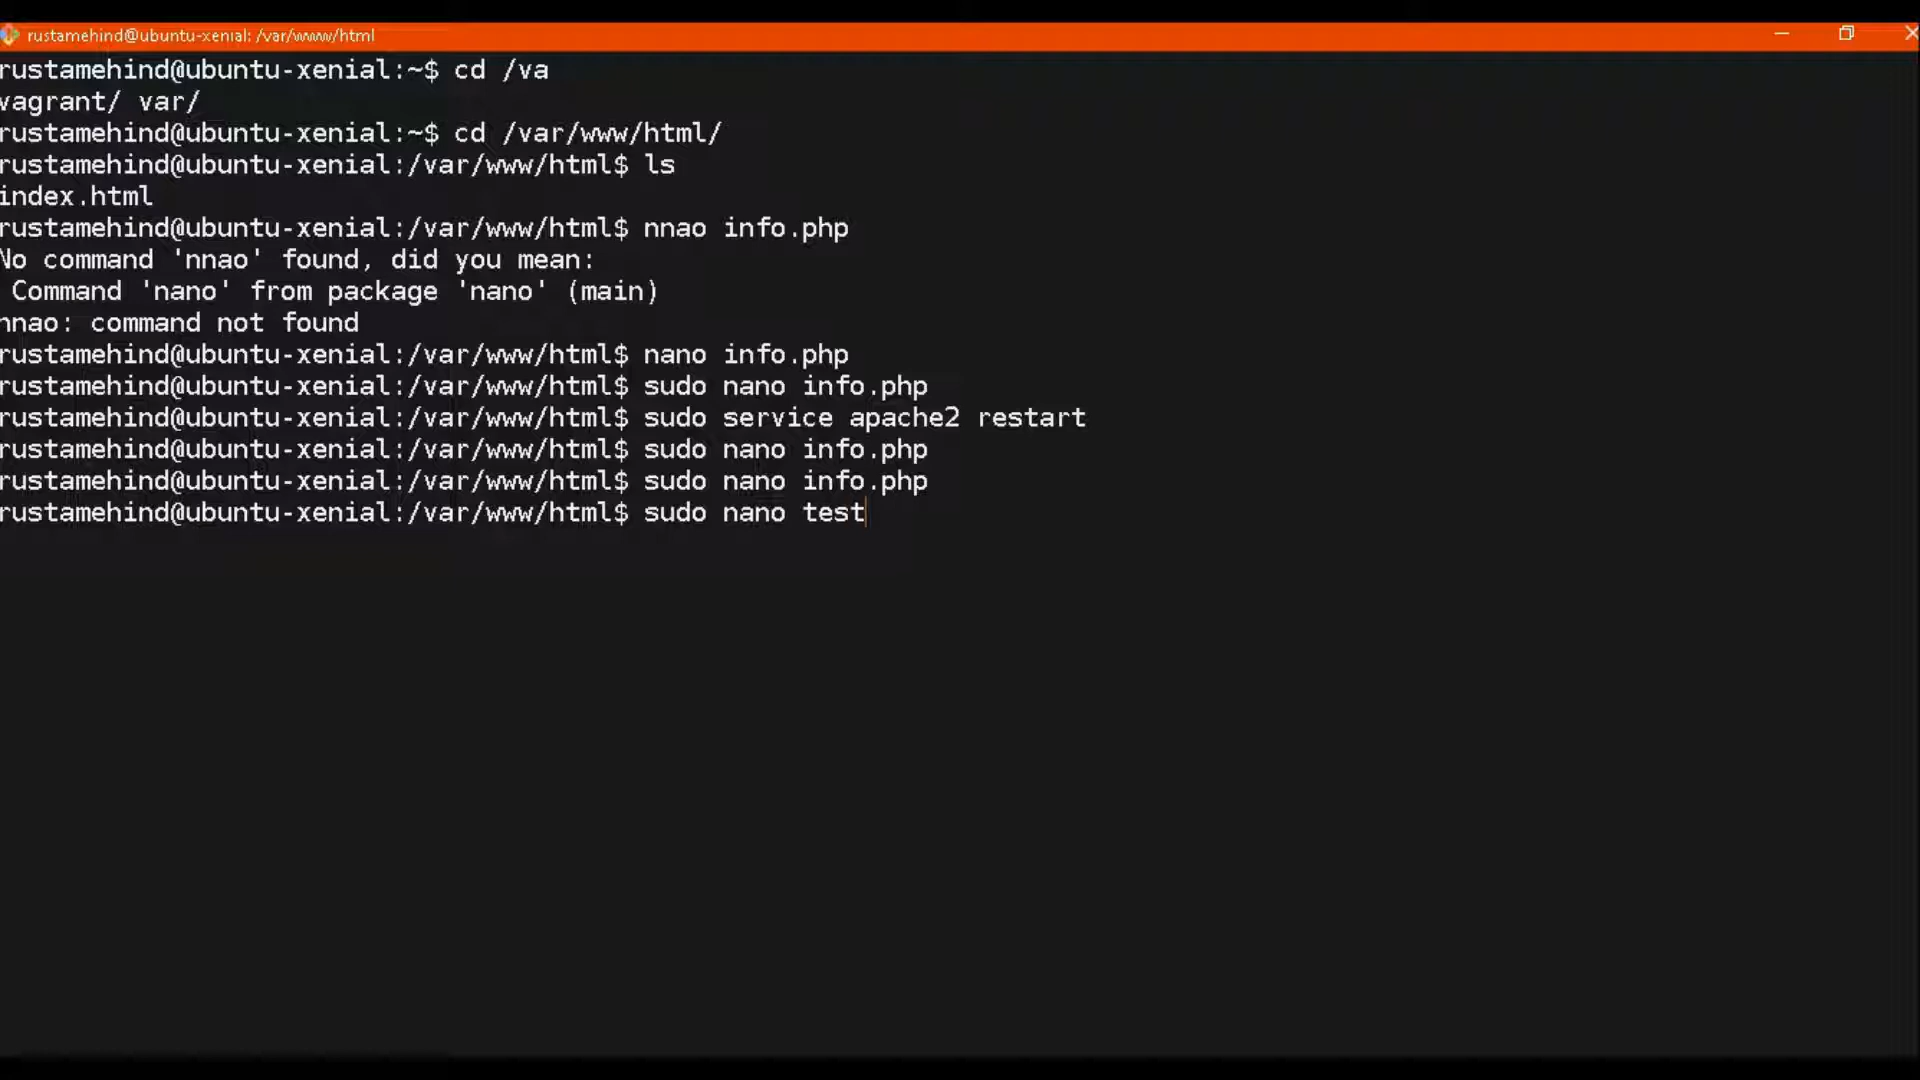 rustamehind@ubuntu-xenial: /var/www/html
rustamehind@ubuntu-xenial:~$ cd /va
vagrant/ var/
rustamehind@ubuntu-xenial:~$ cd /var/www/html/
rustamehind@ubuntu-xenial:/var/www/html$ ls
index.html
rustamehind@ubuntu-xenial:/var/www/html$ nnao info.php
No command 'nnao' found, did you mean:
 Command 'nano' from package 'nano' (main)
nnao: command not found
rustamehind@ubuntu-xenial:/var/www/html$ nano info.php
rustamehind@ubuntu-xenial:/var/www/html$ sudo nano info.php
rustamehind@ubuntu-xenial:/var/www/html$ sudo service apache2 restart
rustamehind@ubuntu-xenial:/var/www/html$ sudo nano info.php
rustamehind@ubuntu-xenial:/var/www/html$ sudo nano info.php
rustamehind@ubuntu-xenial:/var/www/html$ sudo nano test